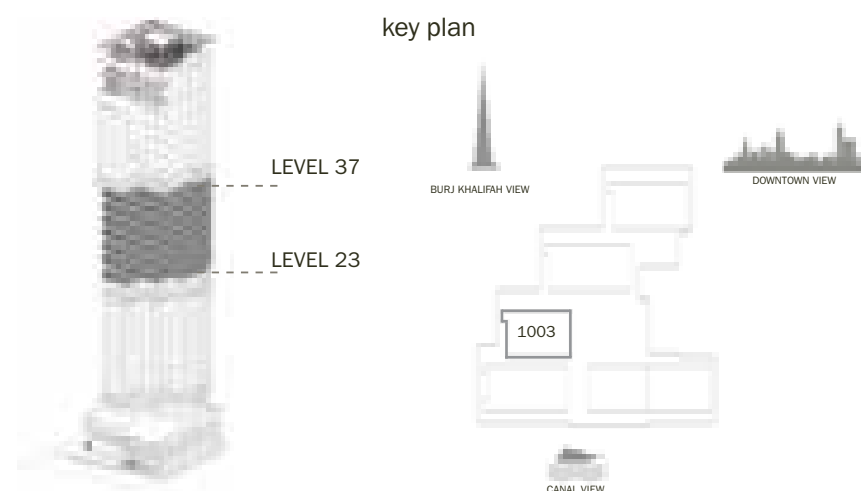 key plan
LEVEL 37
LEVEL 23
BURJ KHALIFAH VIEW
DOWNTOWN VIEW
1003
CANAL VIEW